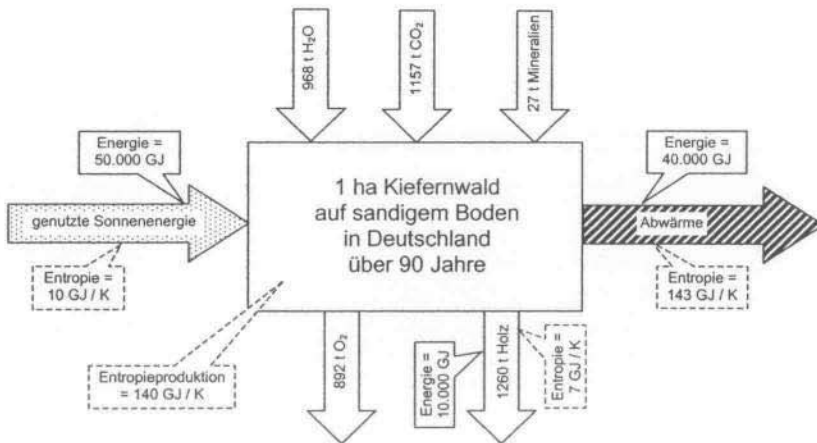 968 t H₂O
1157 t CO₂
27 t Mineralien
Energie =
50.000 GJ
genutzte Sonnenenergie
Entropie =
10 GJ / K
1 ha Kiefernwald
auf sandigem Boden
in Deutschland
über 90 Jahre
Energie =
40.000 GJ
Abwärme
Entropie =
143 GJ / K
Entropieproduktion
= 140 GJ / K
892 t O₂
Energie =
10.000 GJ
1260 t Holz
Entropie =
7 GJ / K